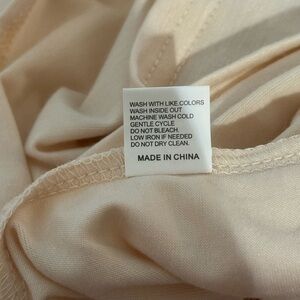 WASH WITH LIKE COLORS
WASH INSIDE OUT
MACHINE WASH COLD
GENTLE CYCLE
DO NOT BLEACH.
LOW IRON IF NEEDED
DO NOT DRY CLEAN.
MADE IN CHINA